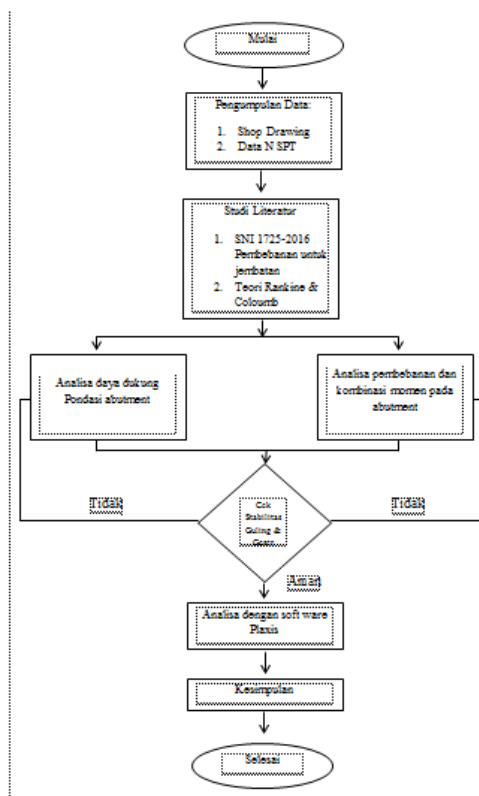 Mulai
Pengumpulan Data:
1. Shop Drawing
2. Data N SPT
Studi Literatur
1. SNI 1725-2016
Pembebanan untuk
jembatan
2. Teori Rankine &
Coloumb
Analisa daya dukung
Pondasi abutment
Analisa pembebanan dan
kombinasi momen pada
abutment
Tidak
Cek
Stabilitas
Guling &
Geser
Tidak
Aman
Analisa dengan soft ware
Plaxis
Kesimpulan
Selesai